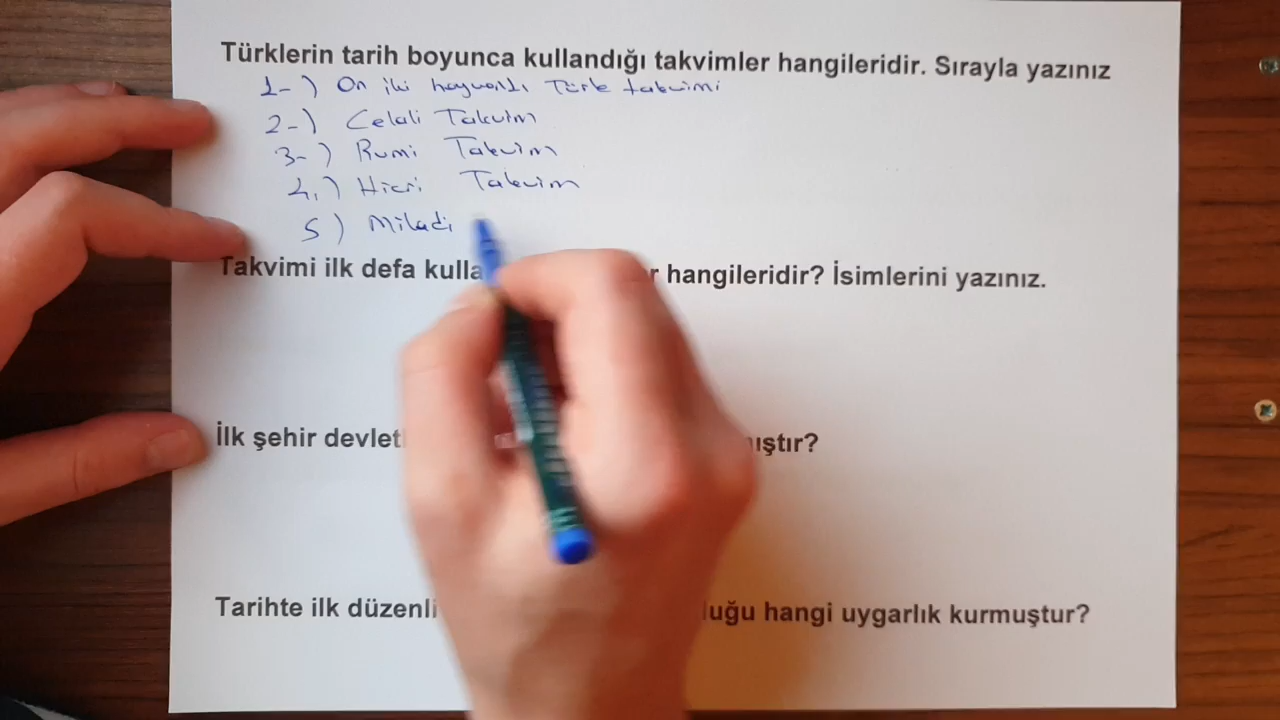 Türklerin tarih boyunca kullandığı takvimler hangileridir. Sırayla yazınız
1-) On iki hayvanlı Türk takvimi
2-) Celali Takvim
3-) Rumi Takvim
4-) Hicri Takvim
5) Miladi
Takvimi ilk defa kulla r hangileridir? İsimlerini yazınız.
İlk şehir devletl ıştır?
Tarihte ilk düzenli luğu hangi uygarlık kurmuştur?